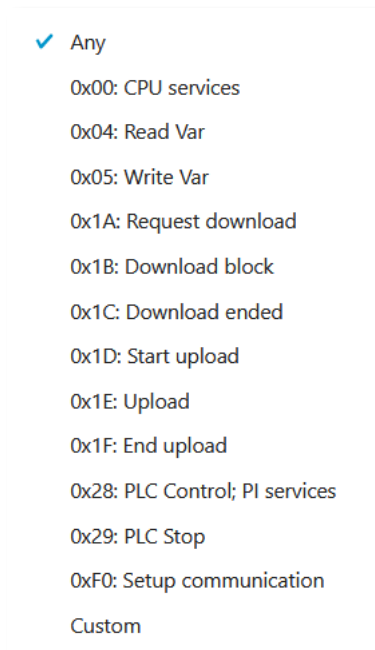 Any
0x00: CPU services
0x04: Read Var
0x05: Write Var
0x1A: Request download
0x1B: Download block
0x1C: Download ended
0x1D: Start upload
0x1E: Upload
0x1F: End upload
0x28: PLC Control; PI services
0x29: PLC Stop
0xF0: Setup communication
Custom